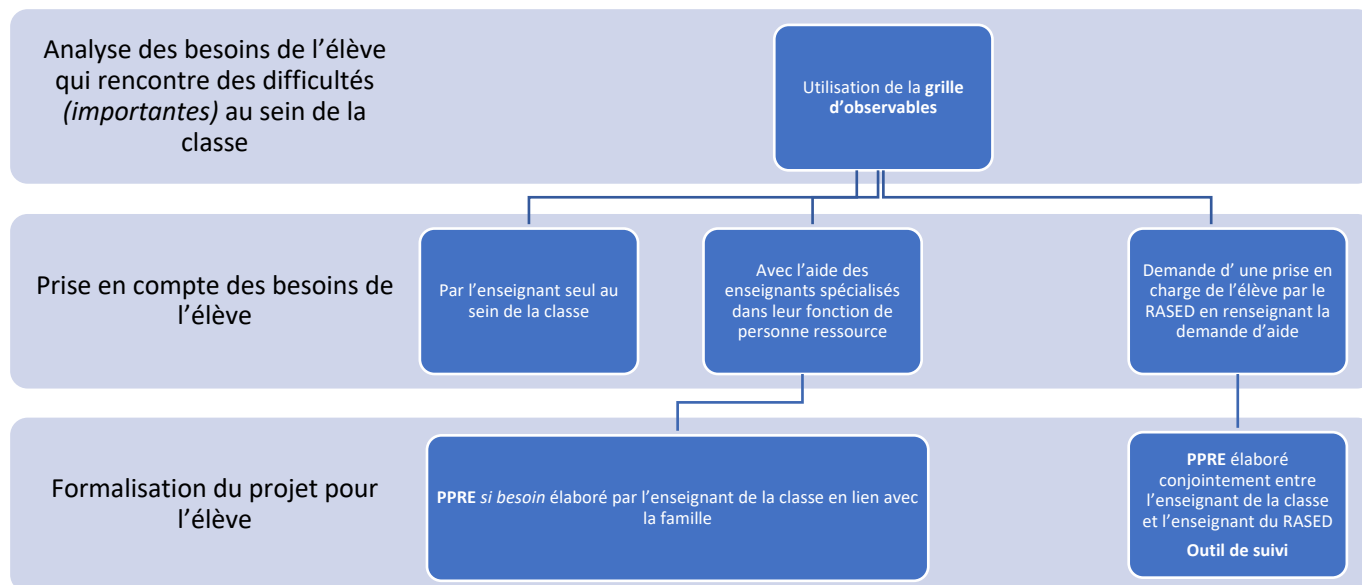 Analyse des besoins de l'élève
qui rencontre des difficultés
(importantes) au sein de la
classe
Utilisation de la grille
d'observables
Prise en compte des besoins de
l'élève
Par l'enseignant seul au
sein de la classe
Avec l'aide des
enseignants spécialisés
dans leur fonction de
personne ressource
Demande d' une prise en
charge de l'élève par le
RASED en renseignant la
demande d'aide
Formalisation du projet pour
l'élève
PPRE si besoin élaboré par l'enseignant de la classe en lien avec
la famille
PPRE élaboré
conjointement entre
l'enseignant de la classe
et l'enseignant du RASED
Outil de suivi